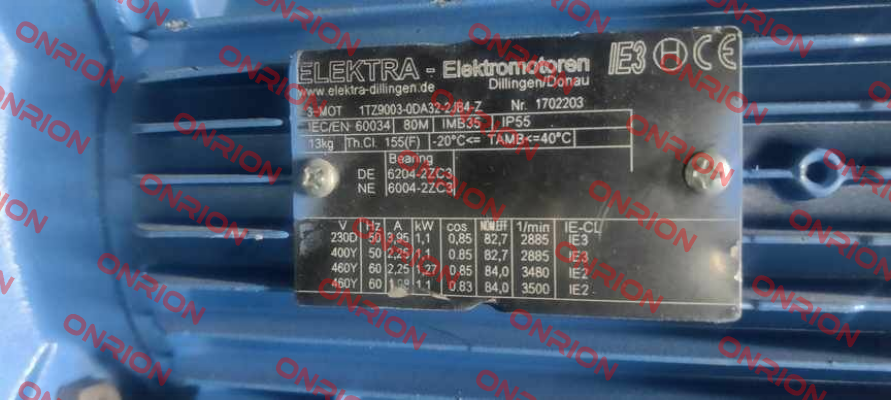 ELEKTRA - Elektromotoren IE3 H CE
www.elektra-dillingen.de Dillingen/Donau
3~MOT 1TZ9003-0DA32-2JB4-Z Nr. 1702203
IEC/EN 60034 80M IMB35 IP55
13kg Th.Cl. 155(F) -20°C<= TAMB<=40°C
Bearing
DE 6204-2ZC3
NE 6004-2ZC3
V Hz A kW cos NOM.EFF 1/min IE-CL
230D 50 3,95 1,1 0,85 82,7 2885 IE3
400Y 50 2,25 1,1 0.85 82,7 2885 IE3
460Y 60 2,25 1,27 0.85 84,0 3480 IE2
460Y 60 1.1 0.83 84,0 3500 IE2
ONRION